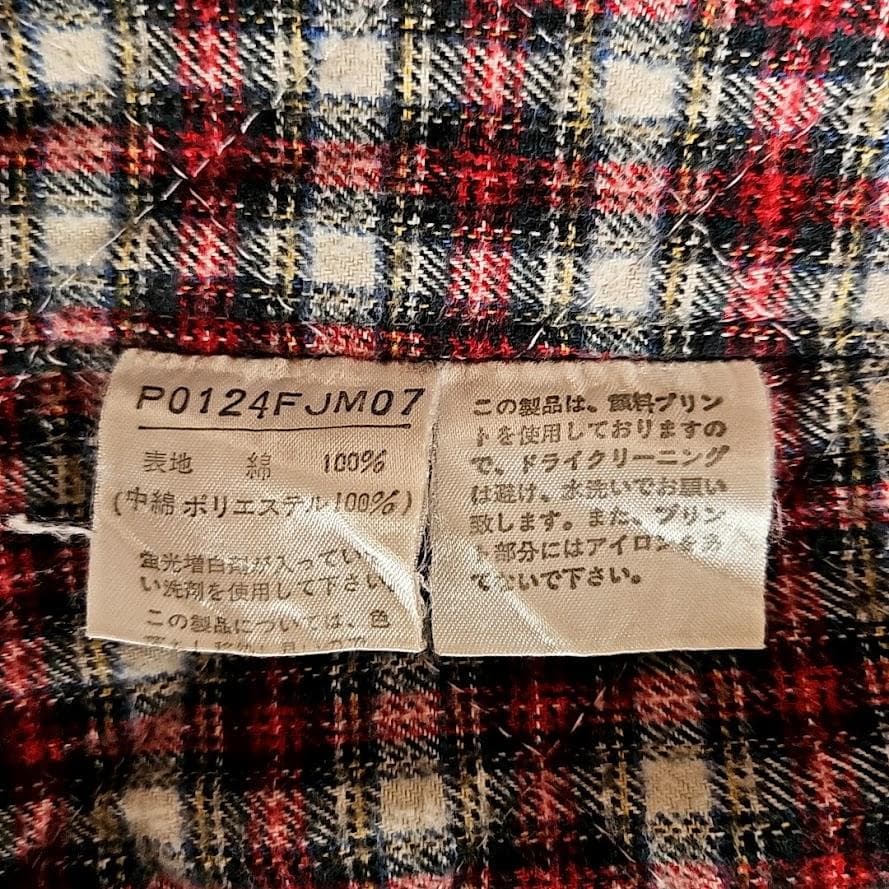 P0124FJM07
表地 綿 100%
(中綿 ポリエステル100%)
蛍光増白剤が入ってい
い洗剤を使用して下さい。
この製品については、色
この製品は、顔料プリン
トを使用しておりますの
で、ドライクリーニング
は避け、水洗いでお願い
致します。また、プリン
ト部分にはアイロンをあ
てないで下さい。